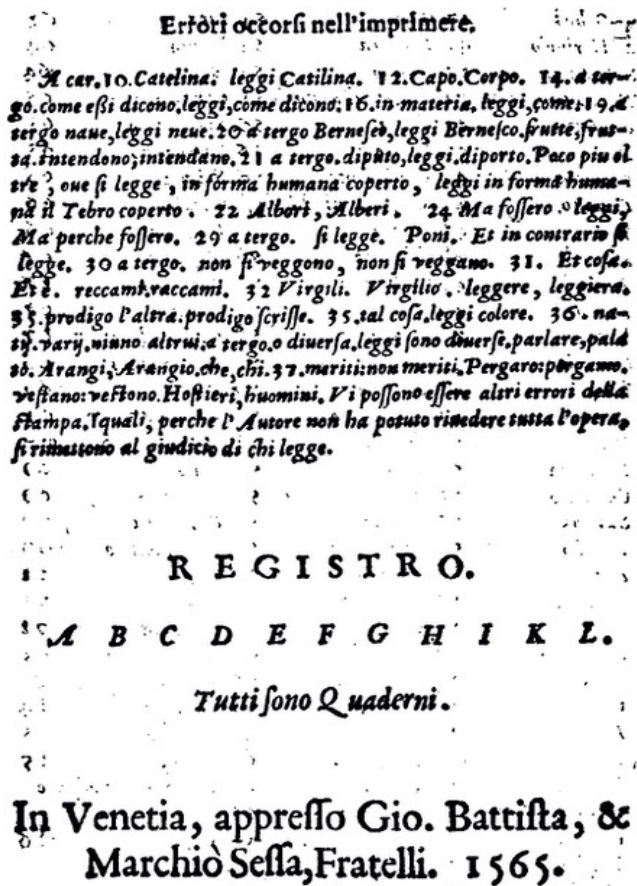 Errori occorſi nell'imprimere.
A car. 10. Catelina. leggi Catilina. 12. Capo. Corpo. 14. a ter-
go. come eßi dicono, leggi, come dicono. 16. in materia, leggi, come. 19. a
tergo naue, leggi neue. 20 a tergo Berneſeo, leggi Berneſco. frutte, frut-
ta. intendono; intendano. 21 a tergo. diputo, leggi. diporto. Poco piu ol
tre, oue ſi legge, in forma humana coperto, leggi in forma huma-
na il Tebro coperto. 22 Albori, Alberi. 24 Ma foſſero. leggi,
Ma perche foſſero. 29 a tergo. ſi legge. Poni. Et in contrario ſi
legge. 30 a tergo. non ſi veggono, non ſi veggano. 31. Et coſa.
Et è. reccami. raccami. 32 Virgili. Virgilio. leggere, leggiera.
33. prodigo l'altra. prodigo ſcriſſe. 35. tal coſa, leggi colore. 36. na-
tij. varij. niuno altrui. a tergo. o diuerſa, leggi ſono diuerſe. parlare, pala
to. Arangi, Arangio. che, chi. 37. meriti: non meriti. Pergaro: pergamo.
veſtano: veſtono. Hoſtieri, huomini. Vi poſſono eſſere altri errori della
ſtampa. Iquali, perche l'Autore non ha potuto riuedere tutta l'opera,
ſi rimettono al giudicio di chi legge.
REGISTRO.
A B C D E F G H I K L.
Tutti ſono Quaderni.
In Venetia, appreſſo Gio. Battiſta, &
Marchiò Seſſa, Fratelli. 1565.